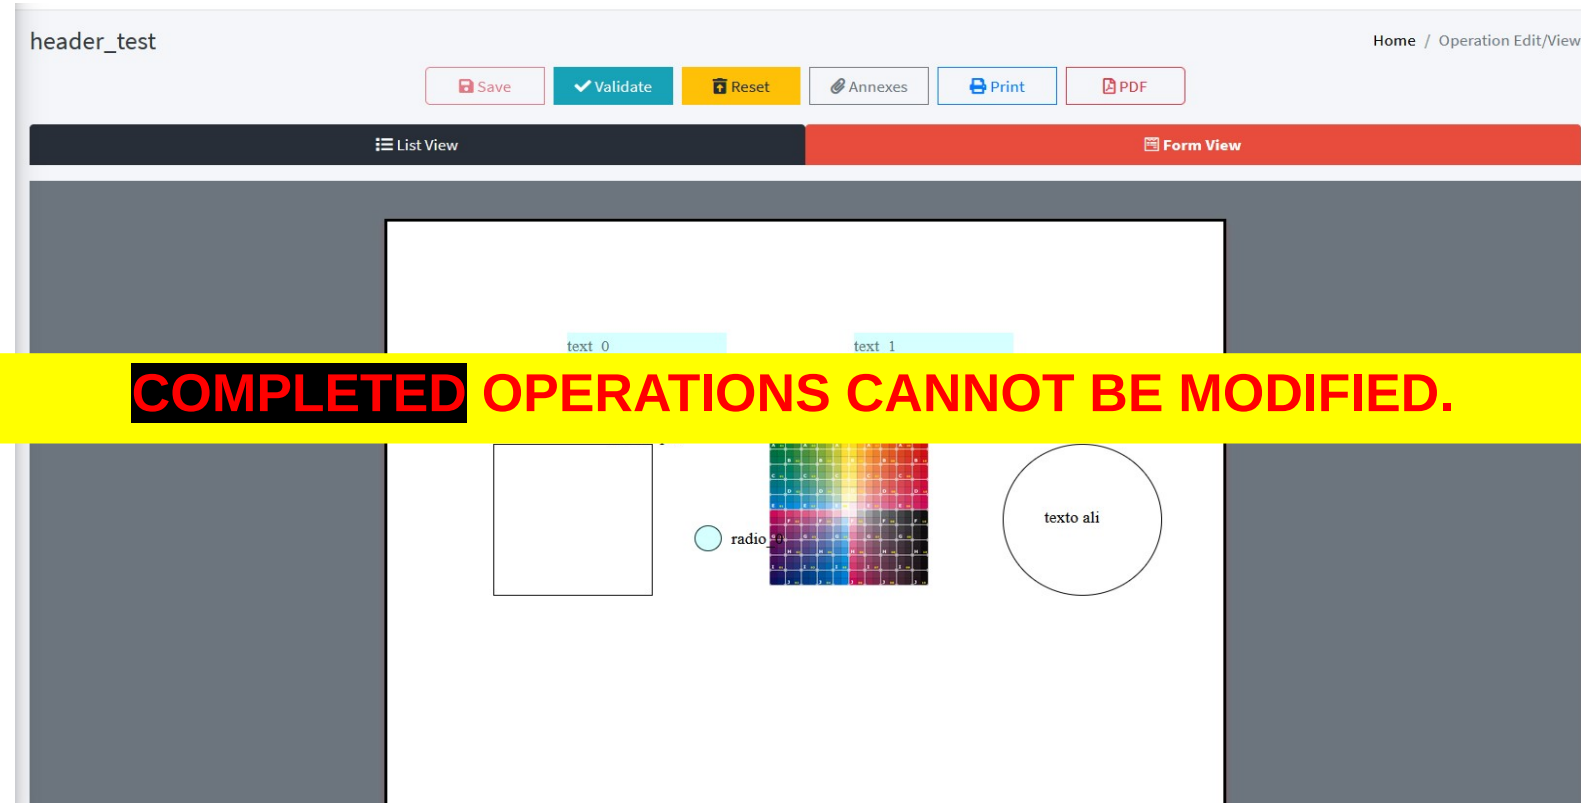 header_test
Home / Operation Edit/View
Save
Validate
Reset
Annexes
Print
PDF
List View
Form View
text_0
text_1
COMPLETED OPERATIONS CANNOT BE MODIFIED.
radio_0
texto ali